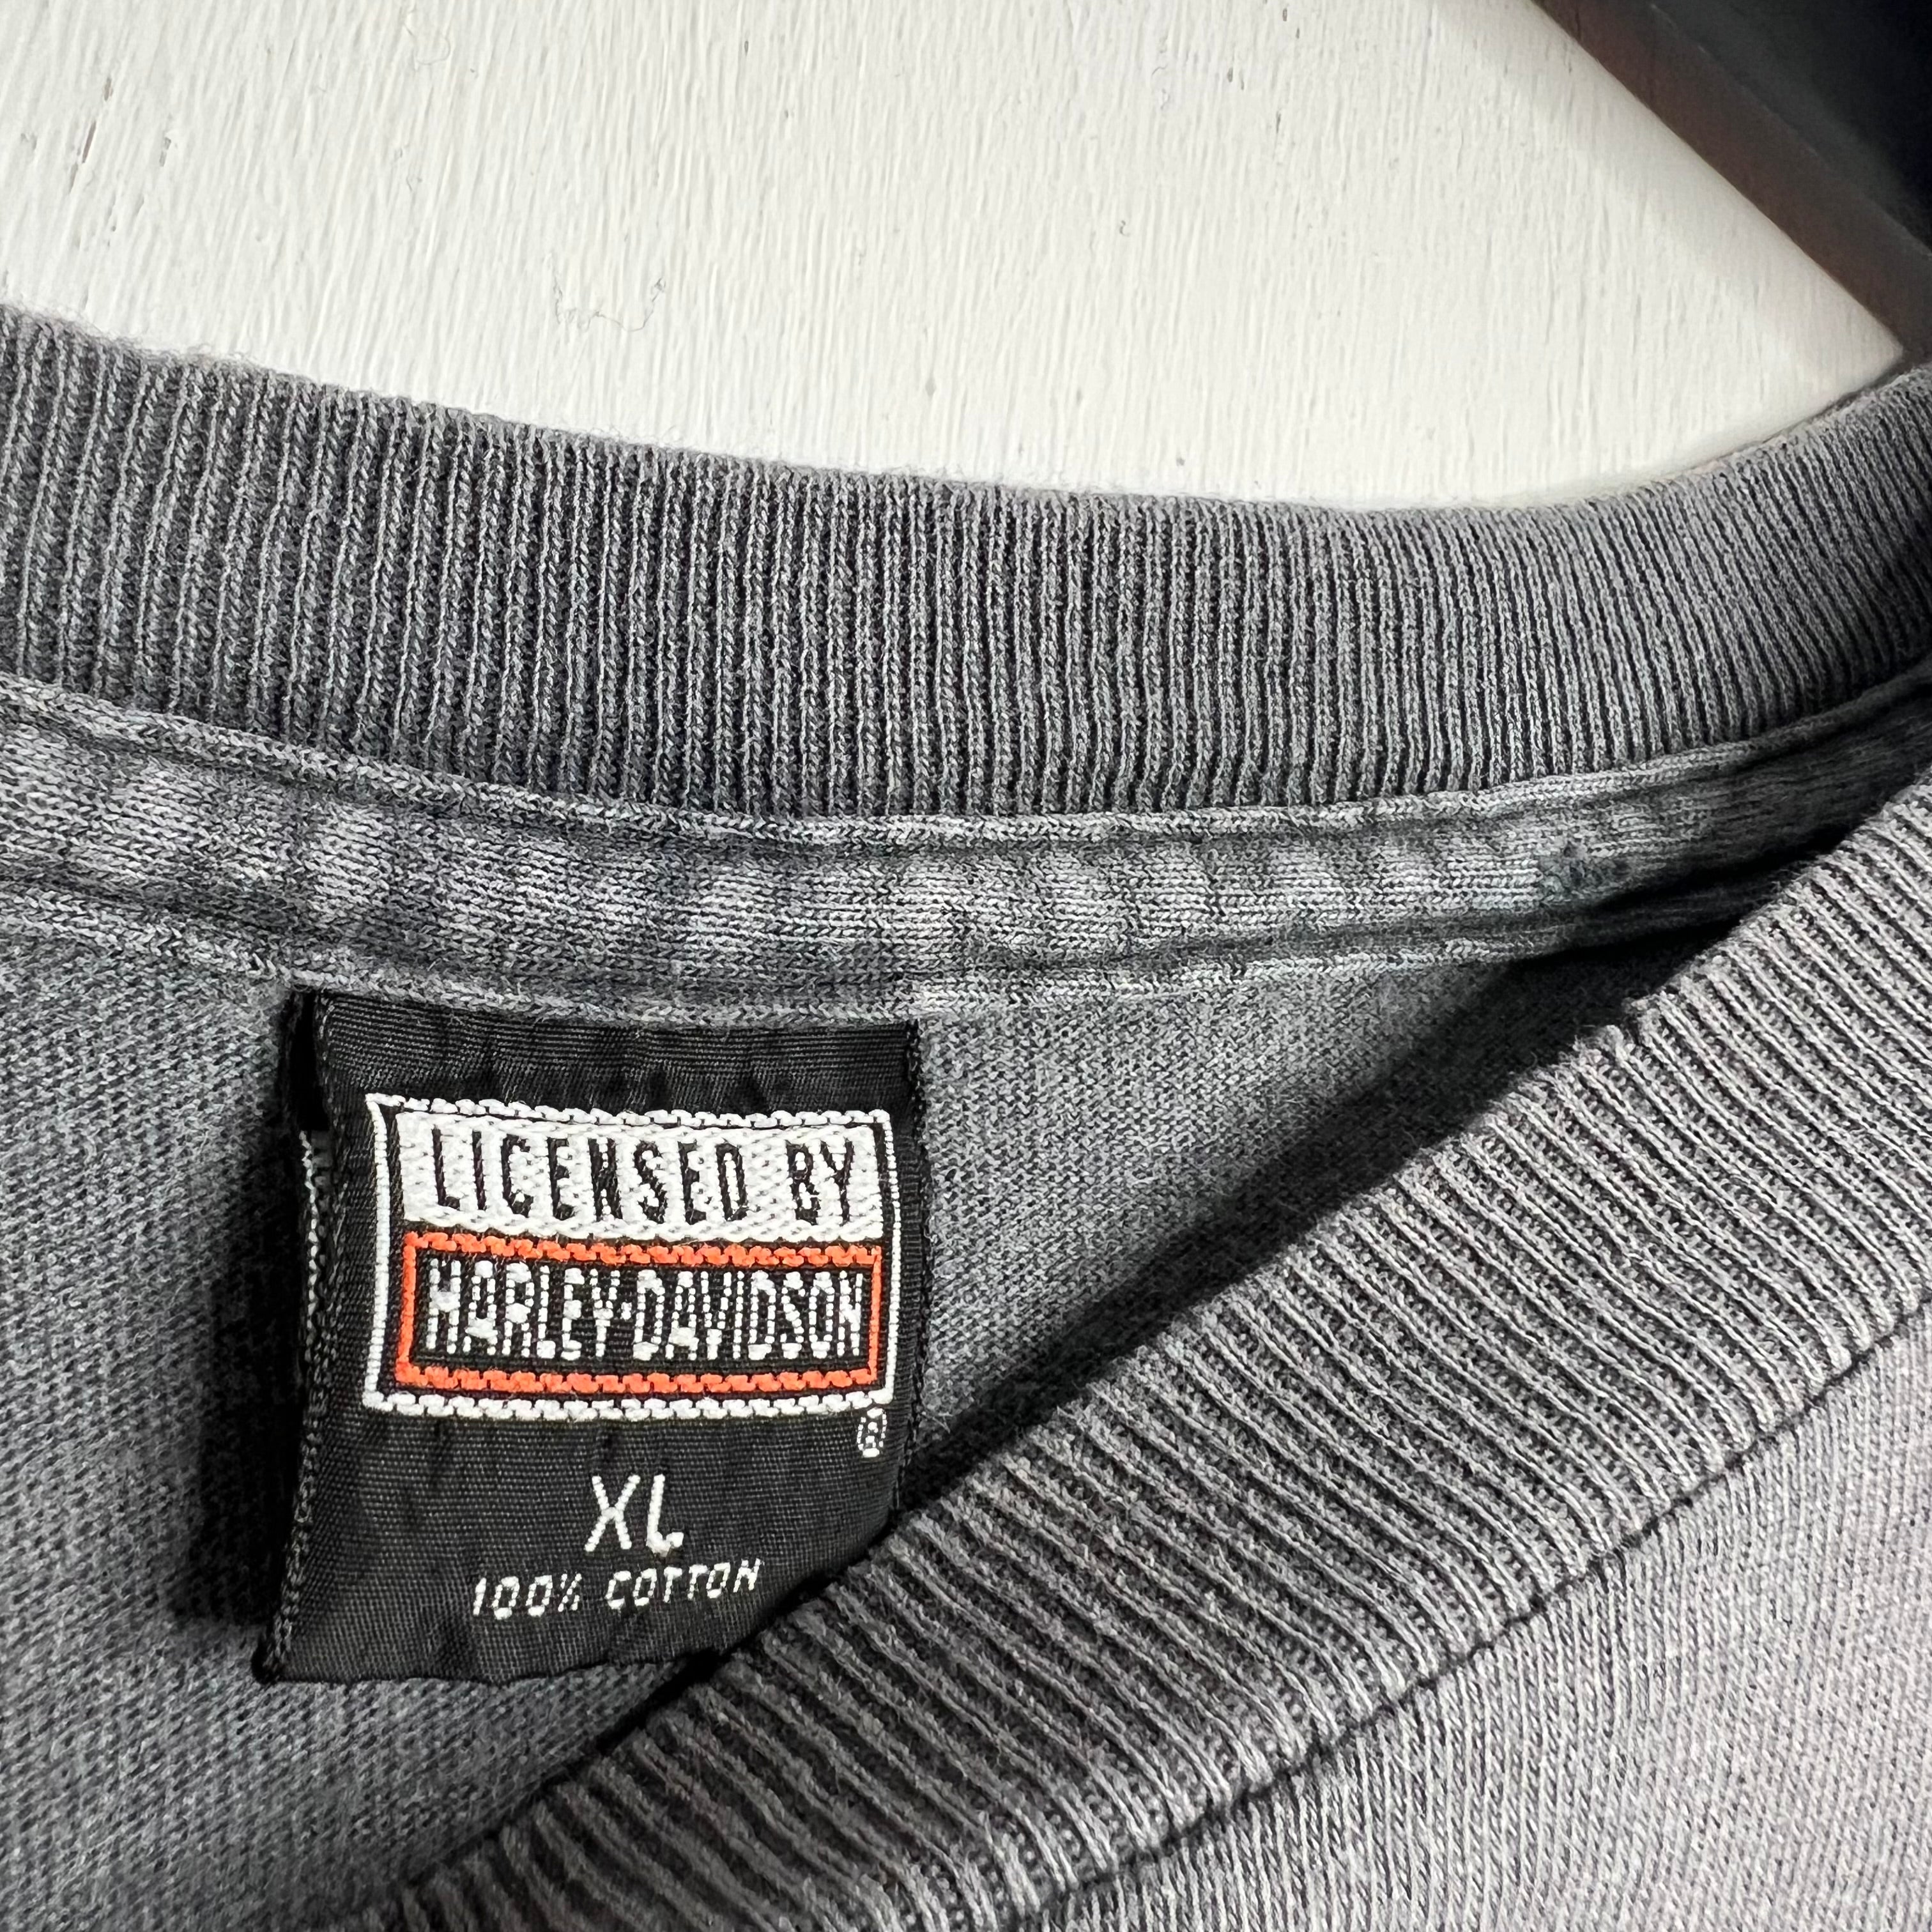 LICENSED BY
HARLEY-DAVIDSON
®
XL
100% COTTON